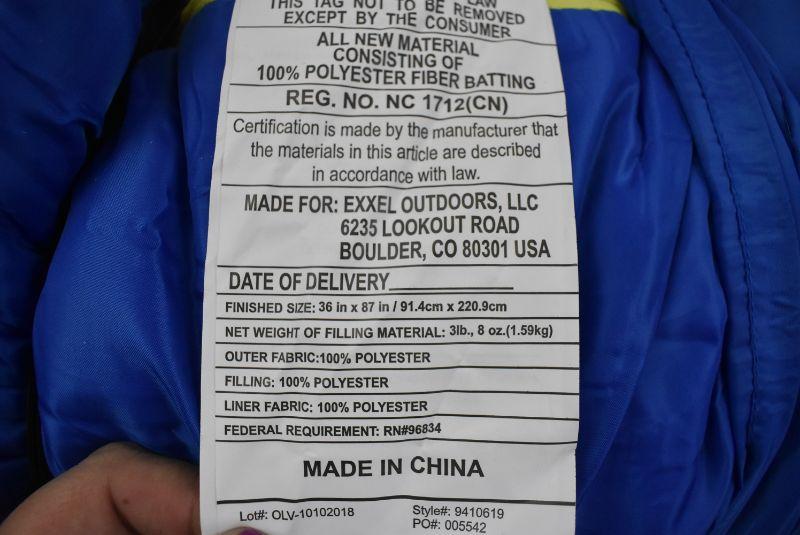 THIS TAG NOT TO BE REMOVED
EXCEPT BY THE CONSUMER
ALL NEW MATERIAL
CONSISTING OF
100% POLYESTER FIBER BATTING
REG. NO. NC 1712(CN)
Certification is made by the manufacturer that
the materials in this article are described
in accordance with law.
MADE FOR: EXXEL OUTDOORS, LLC
6235 LOOKOUT ROAD
BOULDER, CO 80301 USA
DATE OF DELIVERY
FINISHED SIZE: 36 in x 87 in / 91.4cm x 220.9cm
NET WEIGHT OF FILLING MATERIAL: 3lb., 8 oz.(1.59kg)
OUTER FABRIC:100% POLYESTER
FILLING: 100% POLYESTER
LINER FABRIC: 100% POLYESTER
FEDERAL REQUIREMENT: RN#96834
MADE IN CHINA
Lot#: OLV-10102018
Style#: 9410619
PO#: 005542